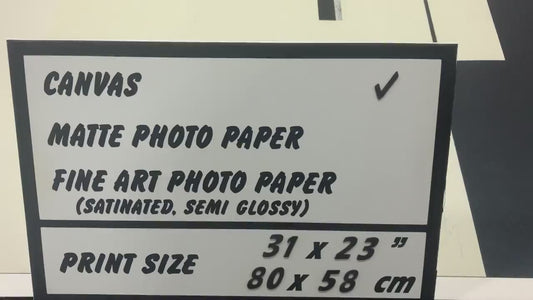 CANVAS ✓
MATTE PHOTO PAPER
FINE ART PHOTO PAPER
(SATINATED, SEMI GLOSSY)
PRINT SIZE
31 x 23 ”
80 x 58 cm